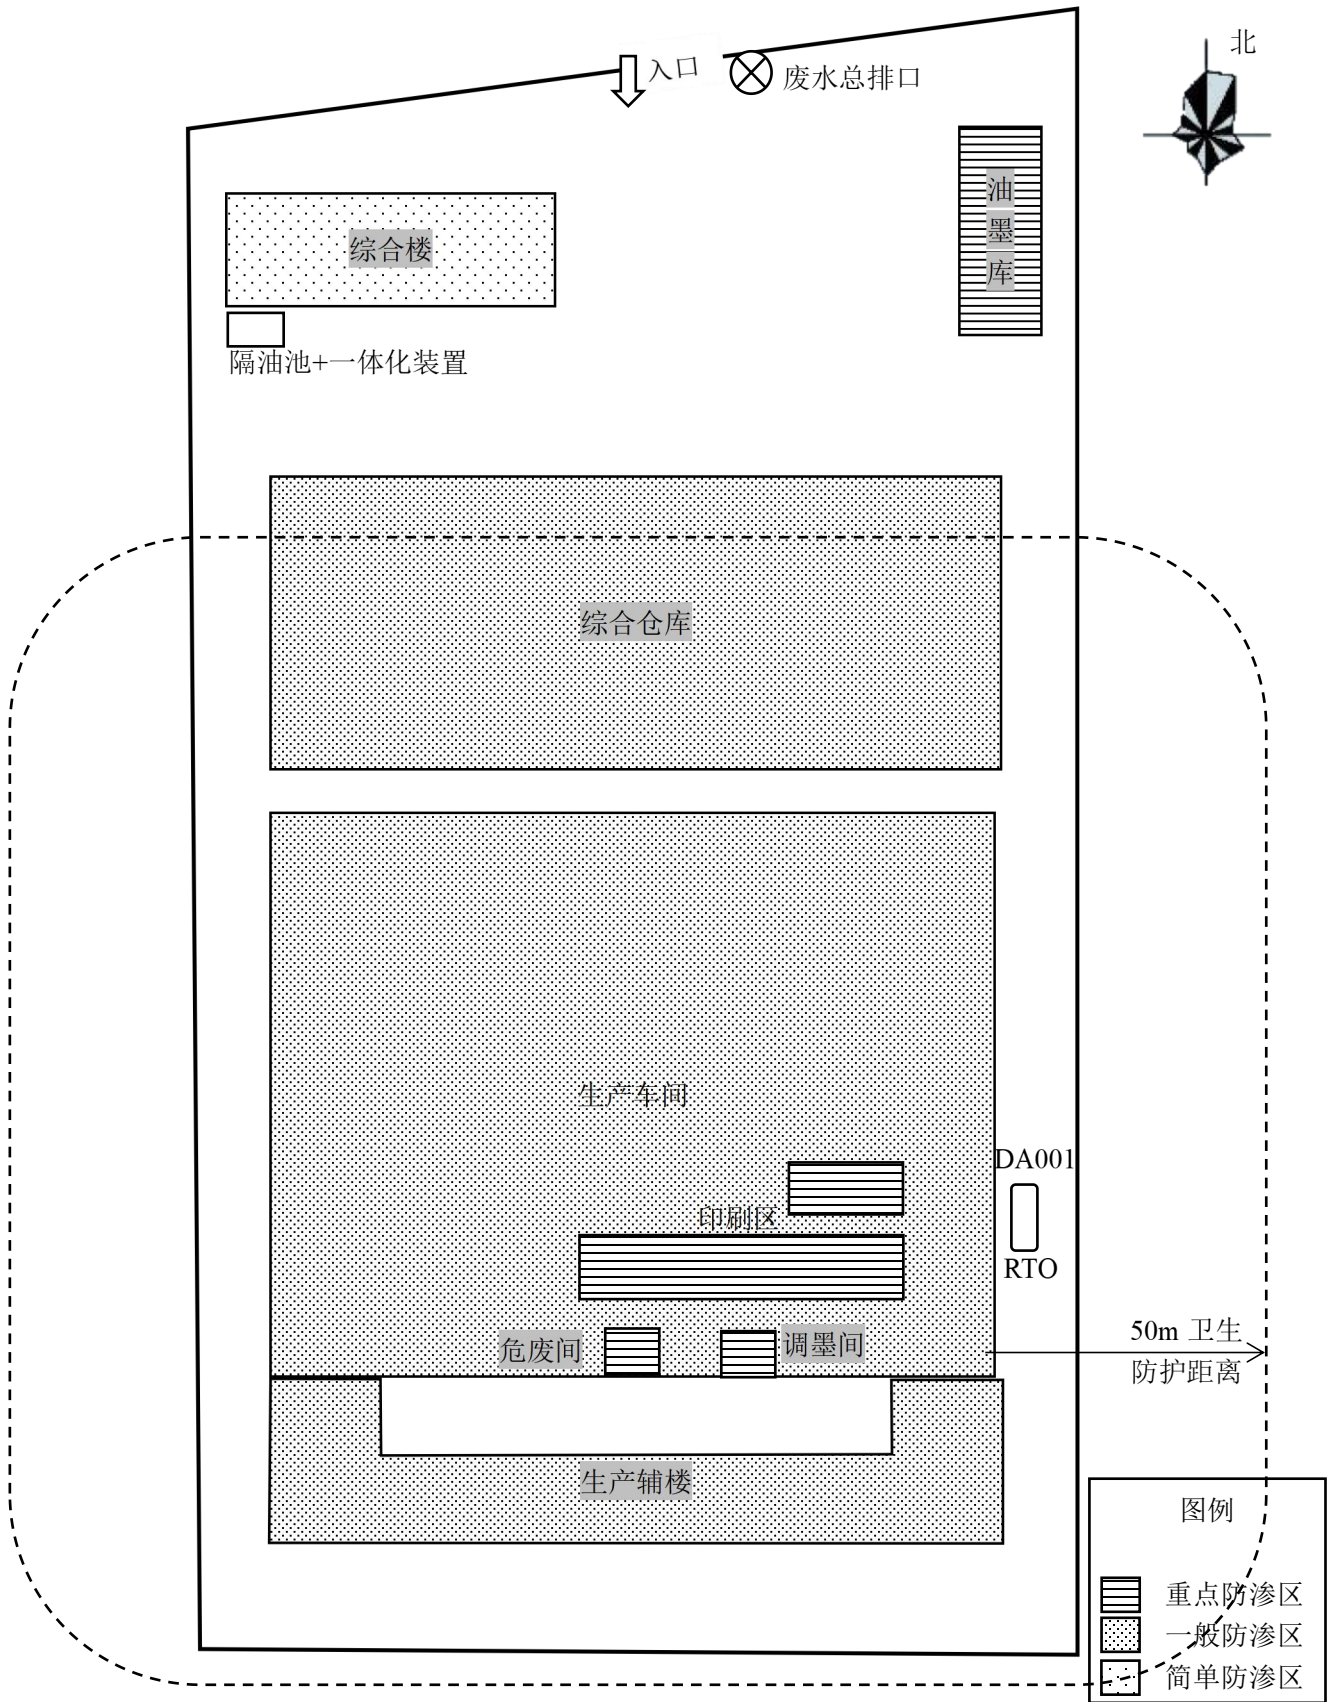 北
入口
废水总排口
油
墨
库
综合楼
隔油池+一体化装置
综合仓库
生产车间
DA001
印刷区
RTO
危废间
调墨间
50m 卫生
防护距离
生产辅楼
图例
重点防渗区
一般防渗区
简单防渗区